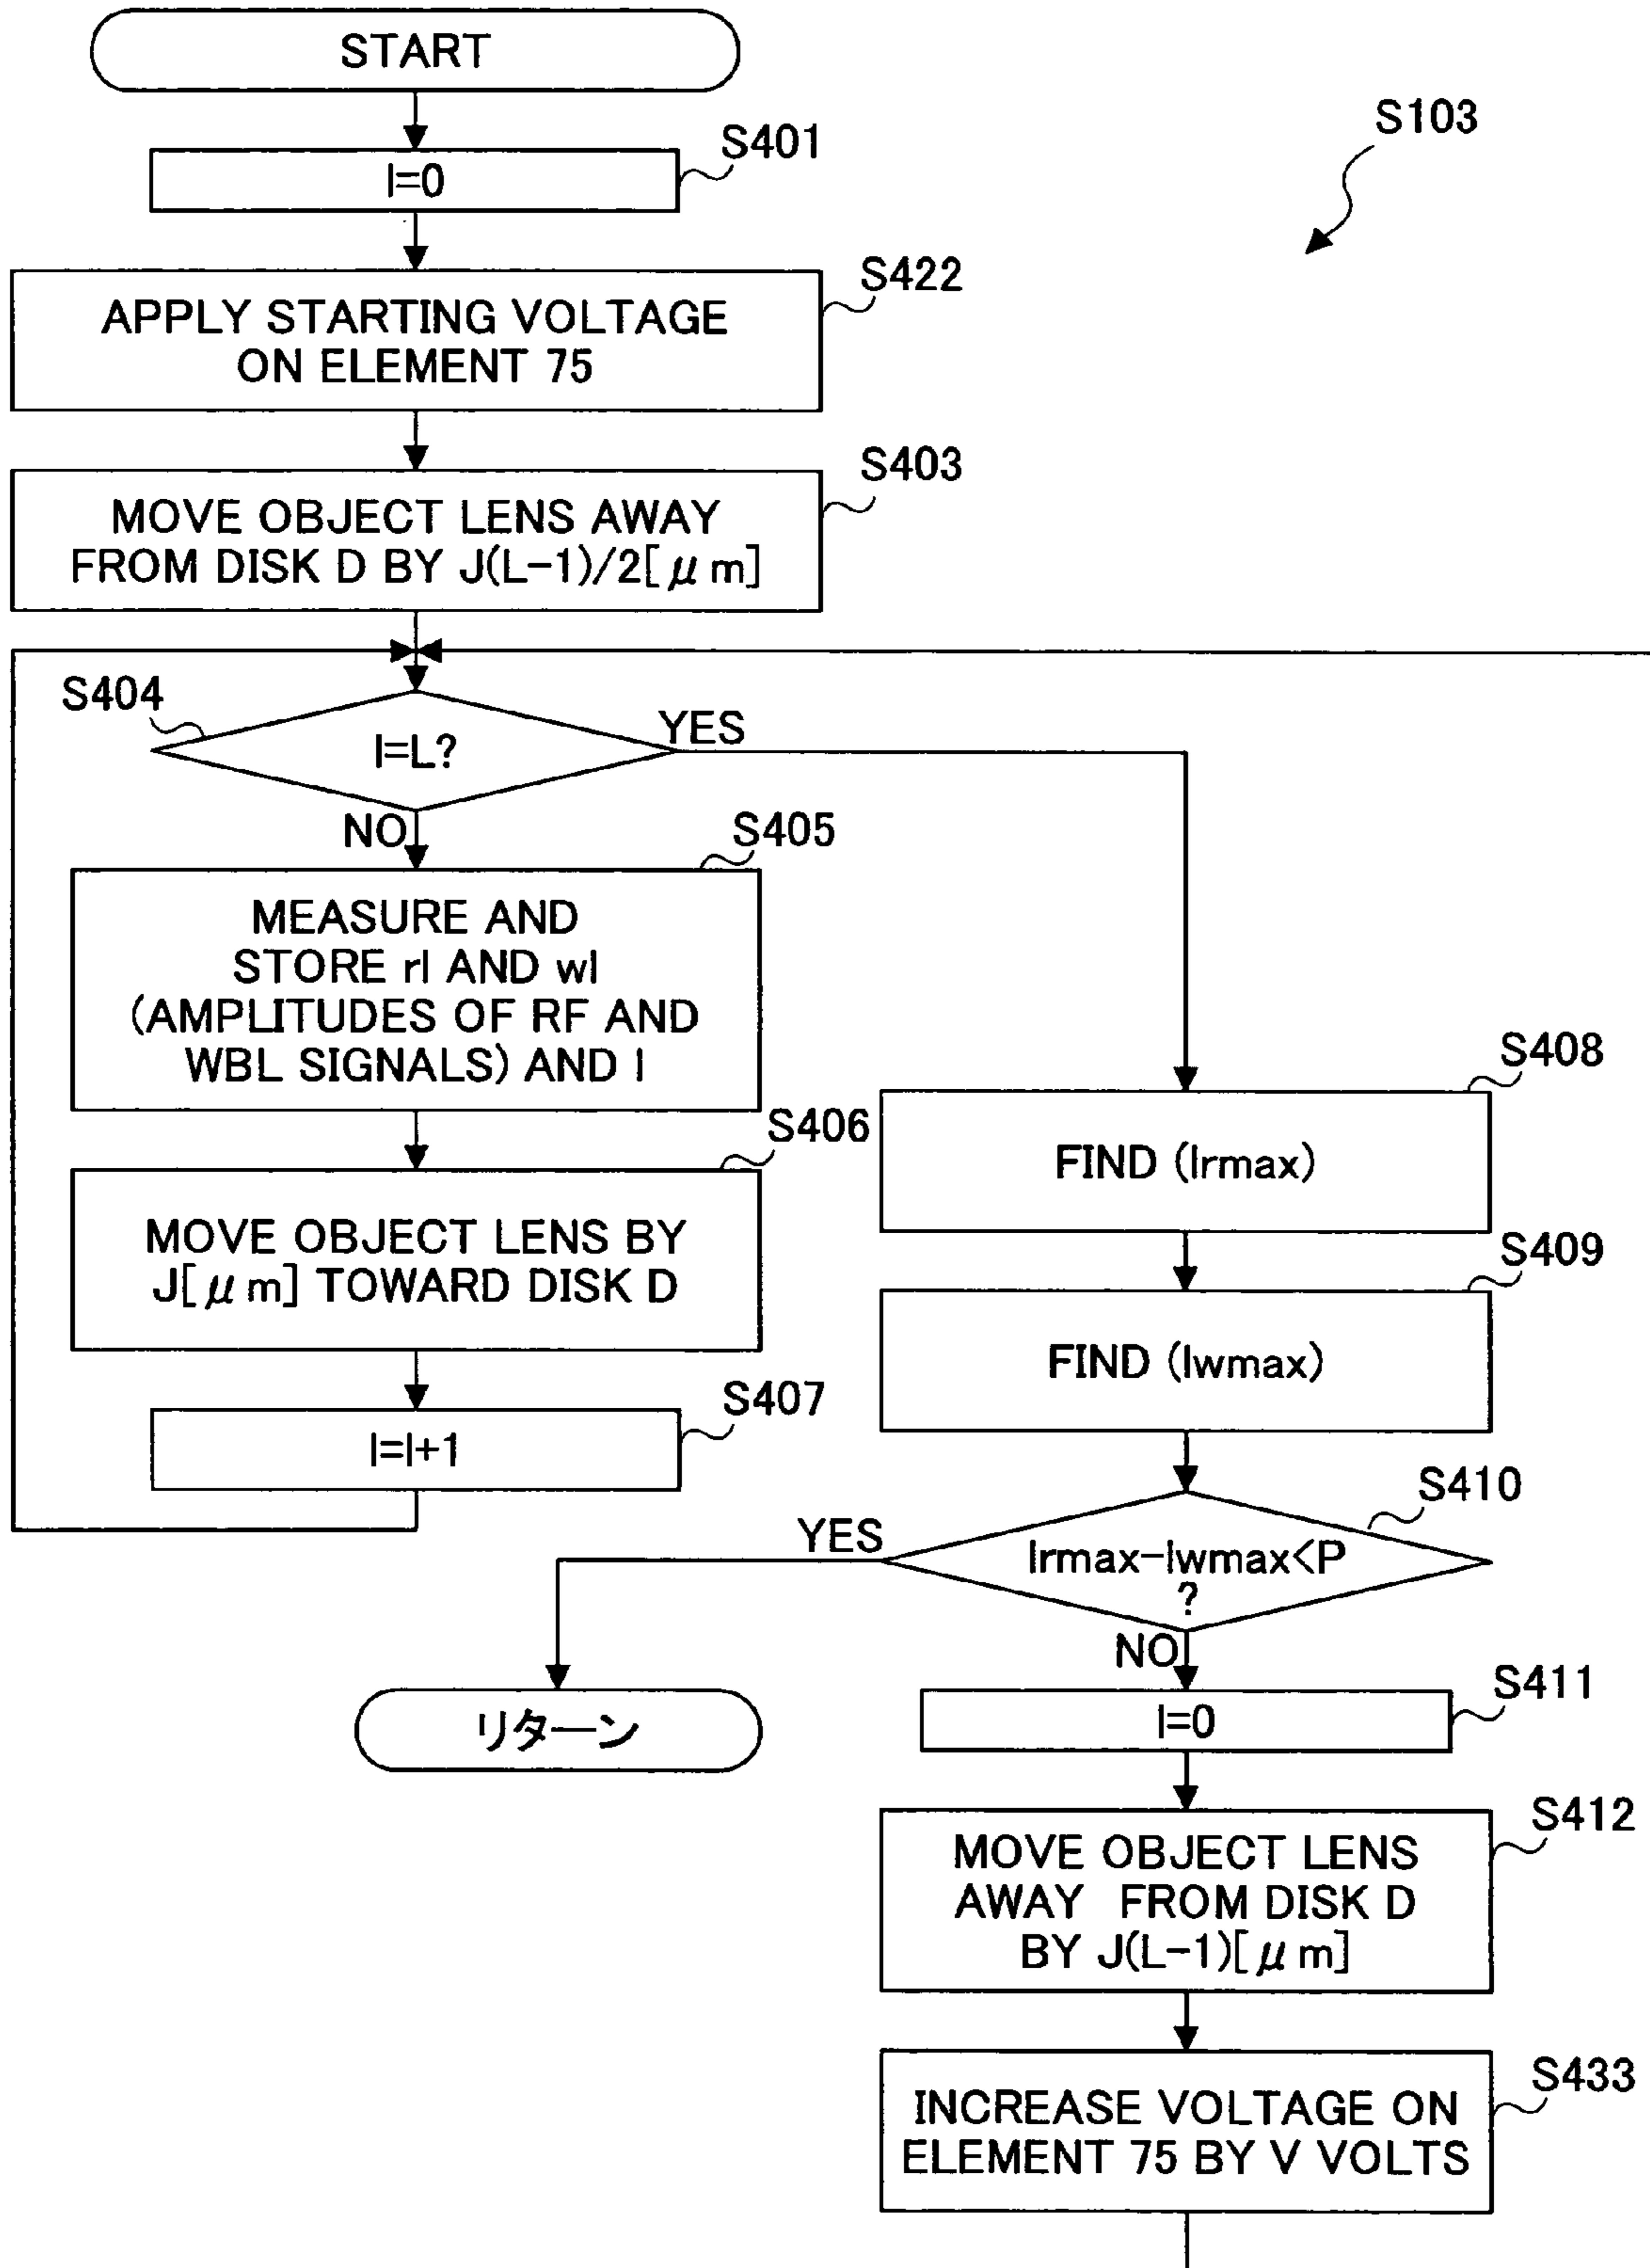 START
S103
S401
I=0
S422
APPLY STARTING VOLTAGE
ON ELEMENT 75
S403
MOVE OBJECT LENS AWAY
FROM DISK D BY J(L-1)/2[μm]
S404
I=L?
YES
NO
S405
MEASURE AND
STORE rI AND wI
(AMPLITUDES OF RF AND
WBL SIGNALS) AND I
S406
MOVE OBJECT LENS BY
J[μm] TOWARD DISK D
S407
I=I+1
S408
FIND (Irmax)
S409
FIND (Iwmax)
S410
Irmax-Iwmax<P
?
YES
NO
リターン
S411
I=0
S412
MOVE OBJECT LENS
AWAY FROM DISK D
BY J(L-1)[μm]
S433
INCREASE VOLTAGE ON
ELEMENT 75 BY V VOLTS